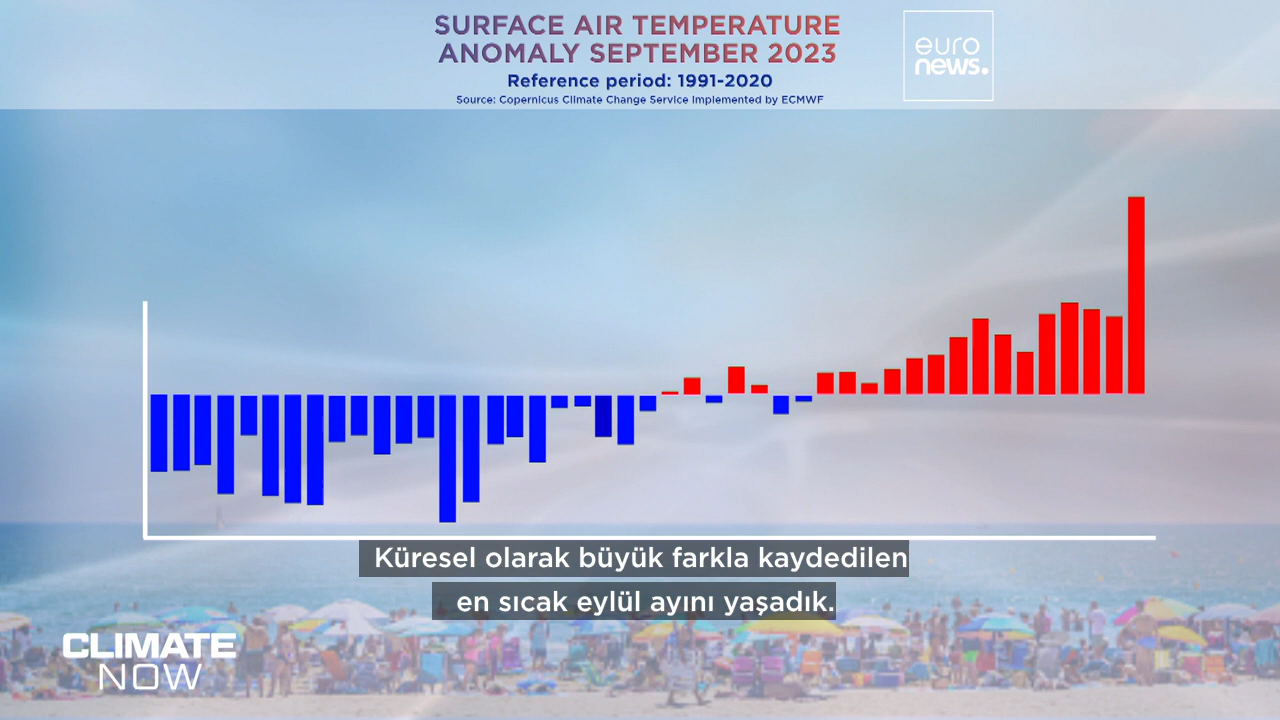 SURFACE AIR TEMPERATURE
ANOMALY SEPTEMBER 2023
Reference period: 1991-2020
Source: Copernicus Climate Change Service Implemented by ECMWF
euro
news.
Küresel olarak büyük farkla kaydedilen
en sıcak eylül ayını yaşadık.
CLIMATE
NOW